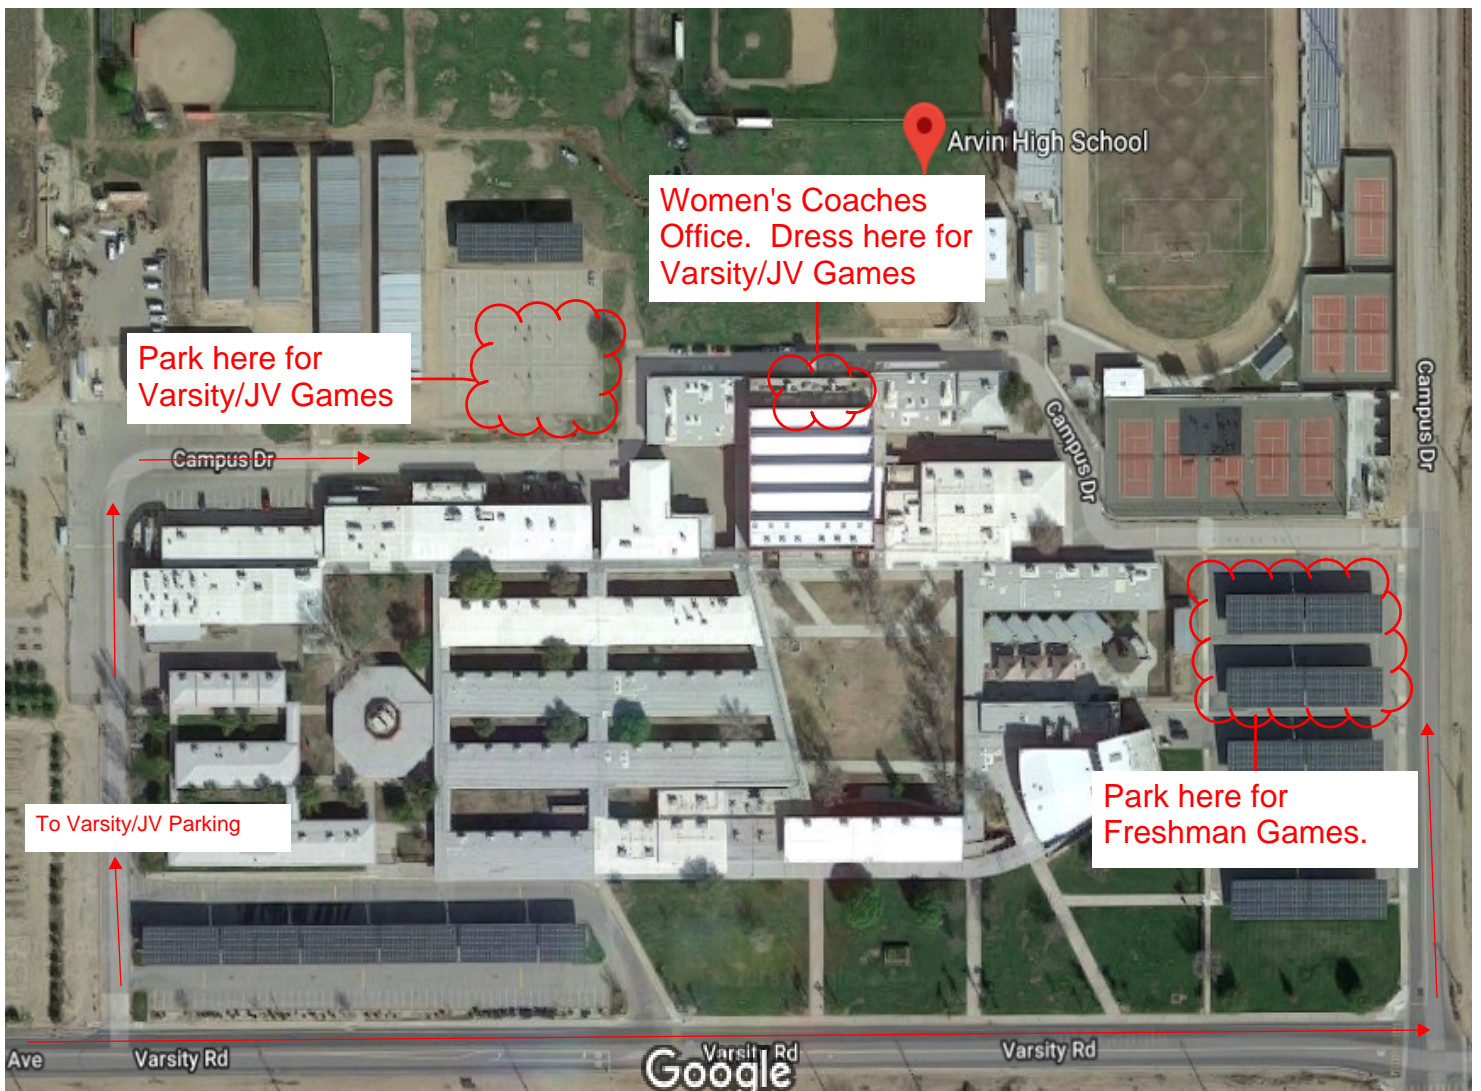 Arvin High School
Women's Coaches
Office.  Dress here for
Varsity/JV Games
Park here for
Varsity/JV Games
Campus Dr
Campus Dr
Campus Dr
To Varsity/JV Parking
Park here for
Freshman Games.
Ave
Varsity Rd
Varsity Rd
Varsity Rd
Google